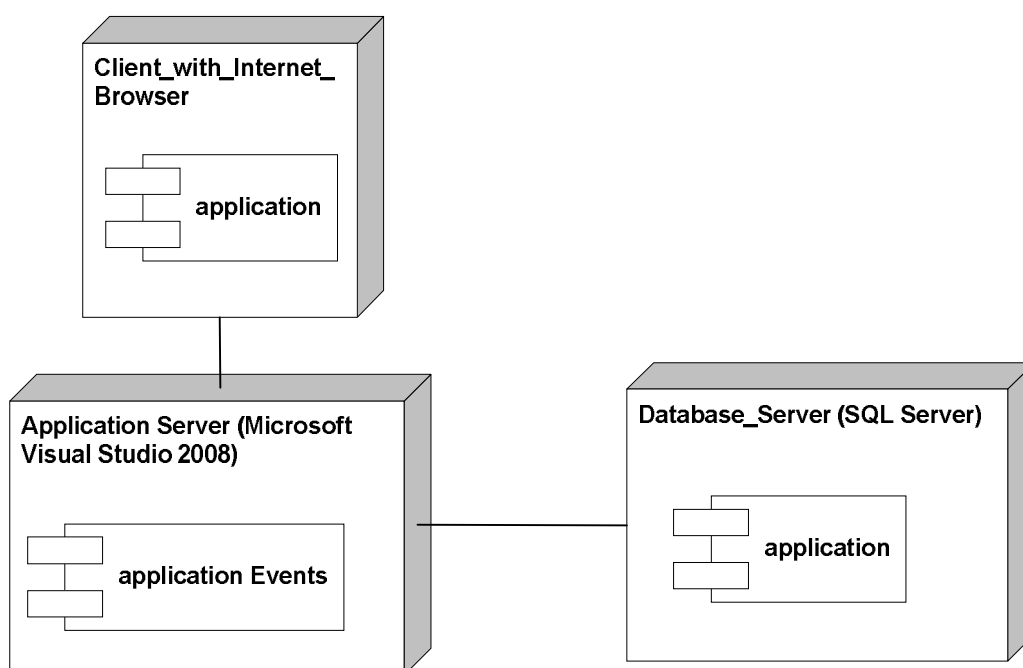 Client_with_Internet_
Browser
application
Application Server (Microsoft
Visual Studio 2008)
application Events
Database_Server (SQL Server)
application